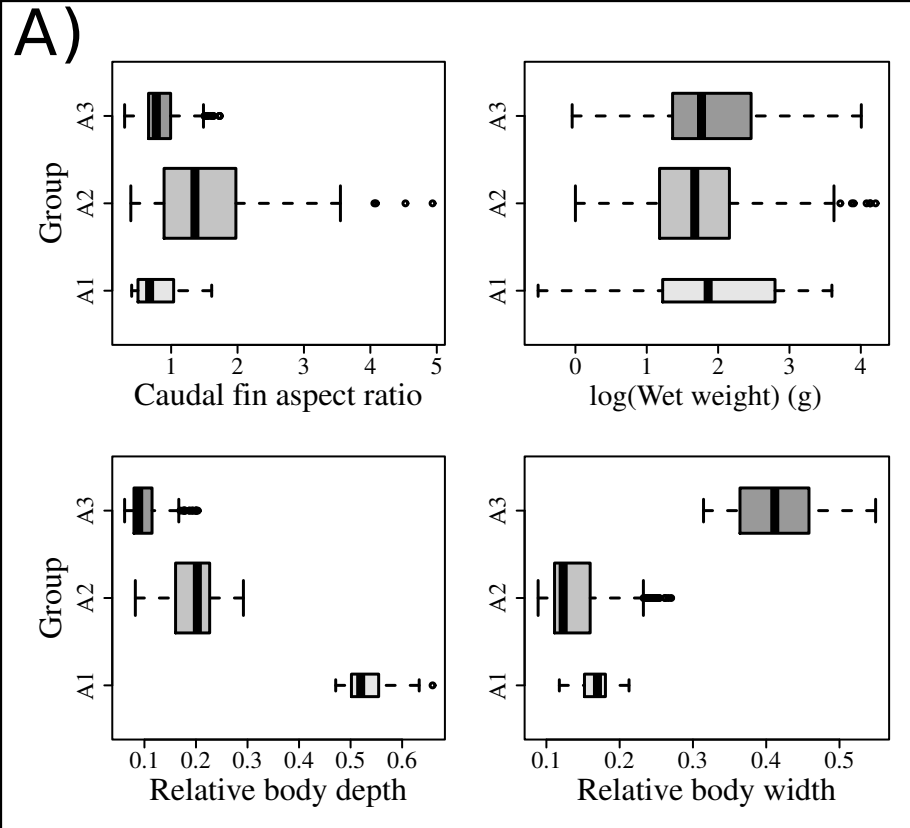 A)
Group
A3
A2
A1
1 2 3 4 5
Caudal fin aspect ratio
A3
A2
A1
0 1 2 3 4
log(Wet weight) (g)
Group
A3
A2
A1
0.1 0.2 0.3 0.4 0.5 0.6
Relative body depth
A3
A2
A1
0.1 0.2 0.3 0.4 0.5
Relative body width